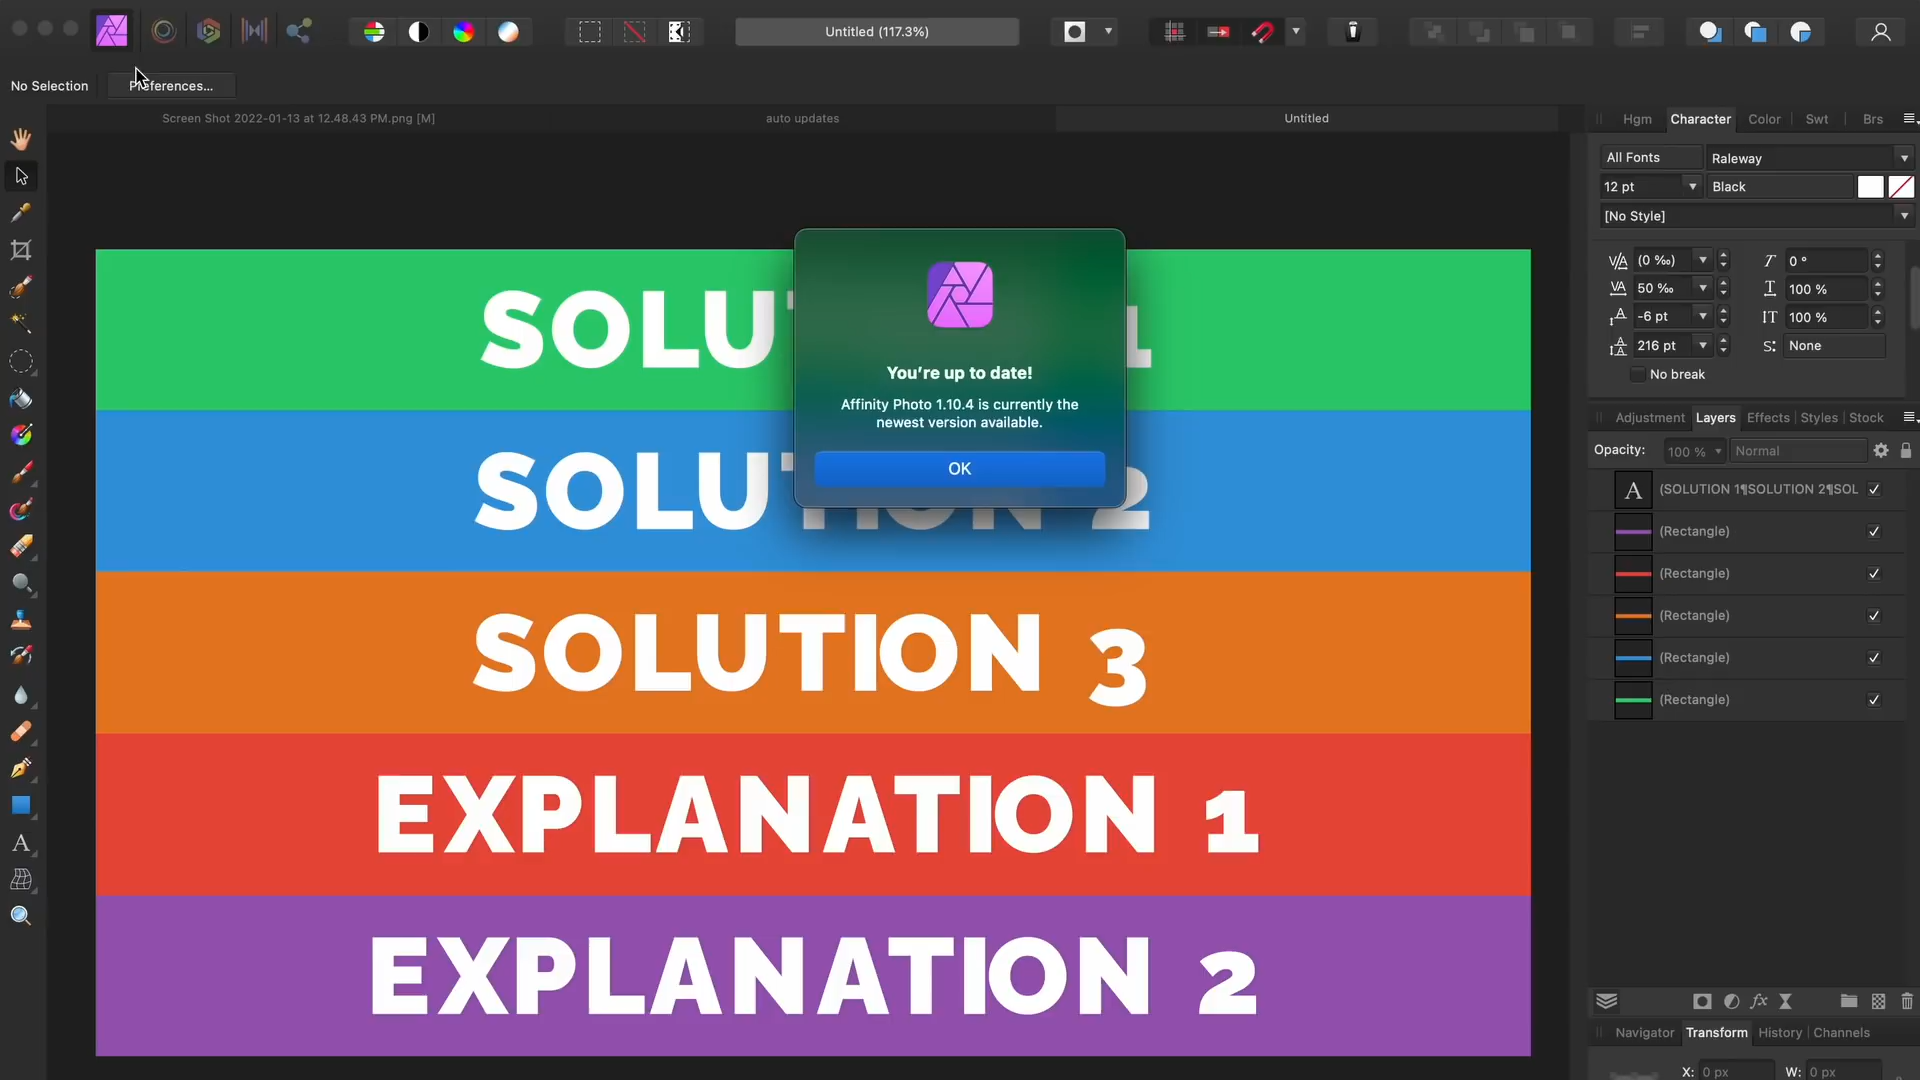 Untitled (117.3%)
No Selection
Preferences...
Screen Shot 2022-01-13 at 12.48.43 PM.png [M]
auto updates
Untitled
Hgm
Character
Color
Swt
Brs
All Fonts
Raleway
12 pt
Black
[No Style]
(0 ‰)
0 °
50 ‰
100 %
-6 pt
100 %
216 pt
None
No break
Adjustment
Layers
Effects
Styles
Stock
Opacity:
100 %
Normal
(SOLUTION 1¶SOLUTION 2¶SOL
(Rectangle)
(Rectangle)
(Rectangle)
(Rectangle)
(Rectangle)
Navigator
Transform
History
Channels
X: 0 px
W: 0 px
You're up to date!
Affinity Photo 1.10.4 is currently the
newest version available.
OK
SOLU 1
SOLUTION 2
SOLUTION 3
EXPLANATION 1
EXPLANATION 2